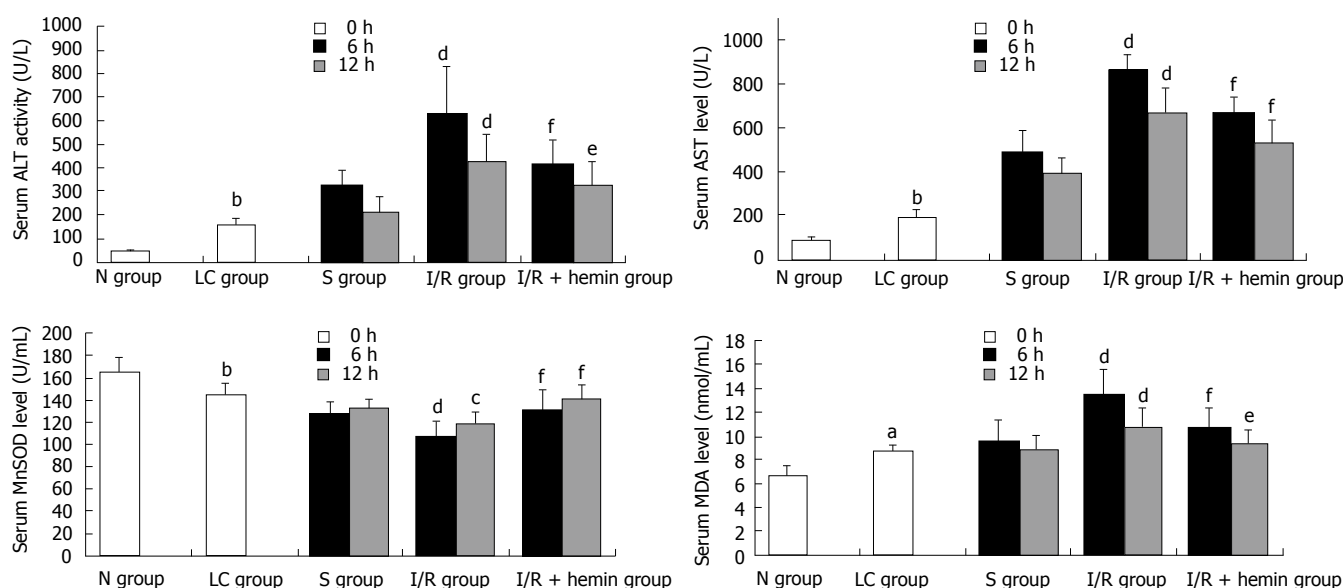 Serum ALT activity (U/L)
1000
900
800
700
600
500
400
300
200
100
0
0 h
6 h
12 h
b
d
d
f
e
N group LC group S group I/R group I/R + hemin group
Serum AST level (U/L)
1000
800
600
400
200
0
0 h
6 h
12 h
b
d
d
f
f
N group LC group S group I/R group I/R + hemin group
Serum MnSOD level (U/mL)
200
180
160
140
120
100
80
60
40
20
0
0 h
6 h
12 h
b
d
c
f
f
N group LC group S group I/R group I/R + hemin group
Serum MDA level (nmol/mL)
18
16
14
12
10
8
6
4
2
0
0 h
6 h
12 h
a
d
d
f
e
N group LC group S group I/R group I/R + hemin group